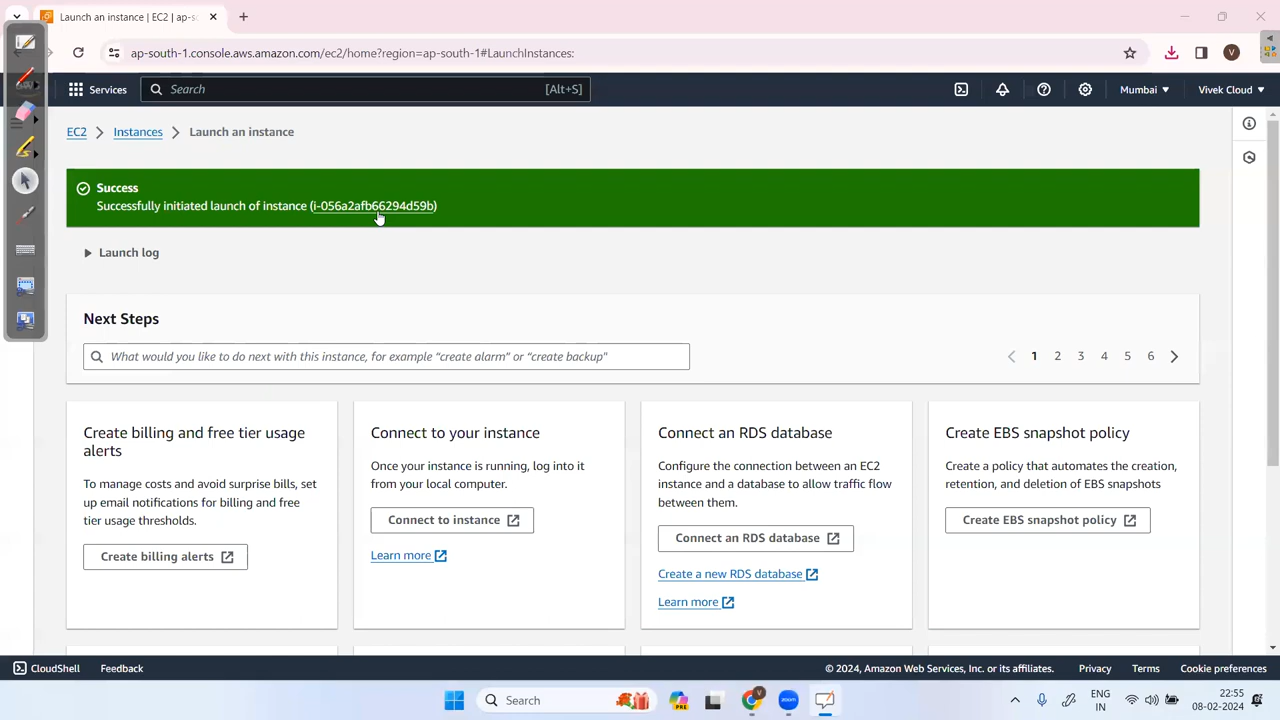 Launch an instance | EC2 | ap-s
ap-south-1.console.aws.amazon.com/ec2/home?region=ap-south-1#LaunchInstances:
V
Services
Search
[Alt+S]
Mumbai
Vivek Cloud
EC2
Instances
Launch an instance
Success
Successfully initiated launch of instance (i-056a2afb66294d59b)
Launch log
Next Steps
What would you like to do next with this instance, for example "create alarm" or "create backup"
1 2 3 4 5 6
Create billing and free tier usage
alerts
To manage costs and avoid surprise bills, set
up email notifications for billing and free
tier usage thresholds.
Create billing alerts
Connect to your instance
Once your instance is running, log into it
from your local computer.
Connect to instance
Learn more
Connect an RDS database
Configure the connection between an EC2
instance and a database to allow traffic flow
between them.
Connect an RDS database
Create a new RDS database
Learn more
Create EBS snapshot policy
Create a policy that automates the creation,
retention, and deletion of EBS snapshots
Create EBS snapshot policy
CloudShell
Feedback
© 2024, Amazon Web Services, Inc. or its affiliates.
Privacy
Terms
Cookie preferences
Search
PRE
V
zoom
ENG
IN
22:55
08-02-2024